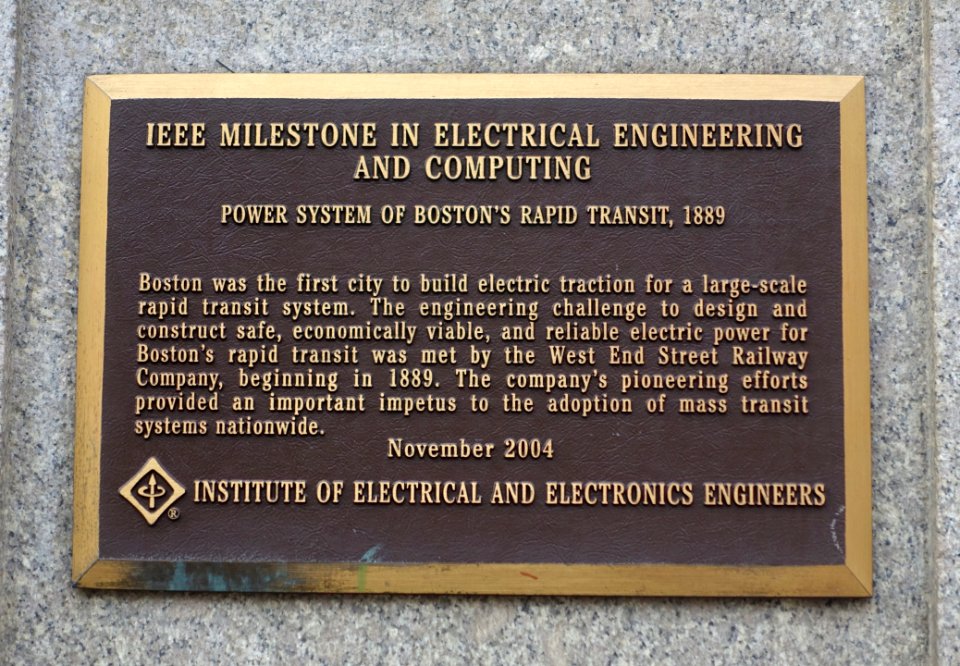 IEEE MILESTONE IN ELECTRICAL ENGINEERING
AND COMPUTING
POWER SYSTEM OF BOSTON'S RAPID TRANSIT, 1889
Boston was the first city to build electric traction for a large-scale
rapid transit system. The engineering challenge to design and
construct safe, economically viable, and reliable electric power for
Boston's rapid transit was met by the West End Street Railway
Company, beginning in 1889. The company's pioneering efforts
provided an important impetus to the adoption of mass transit
systems nationwide.
November 2004
INSTITUTE OF ELECTRICAL AND ELECTRONICS ENGINEERS
®